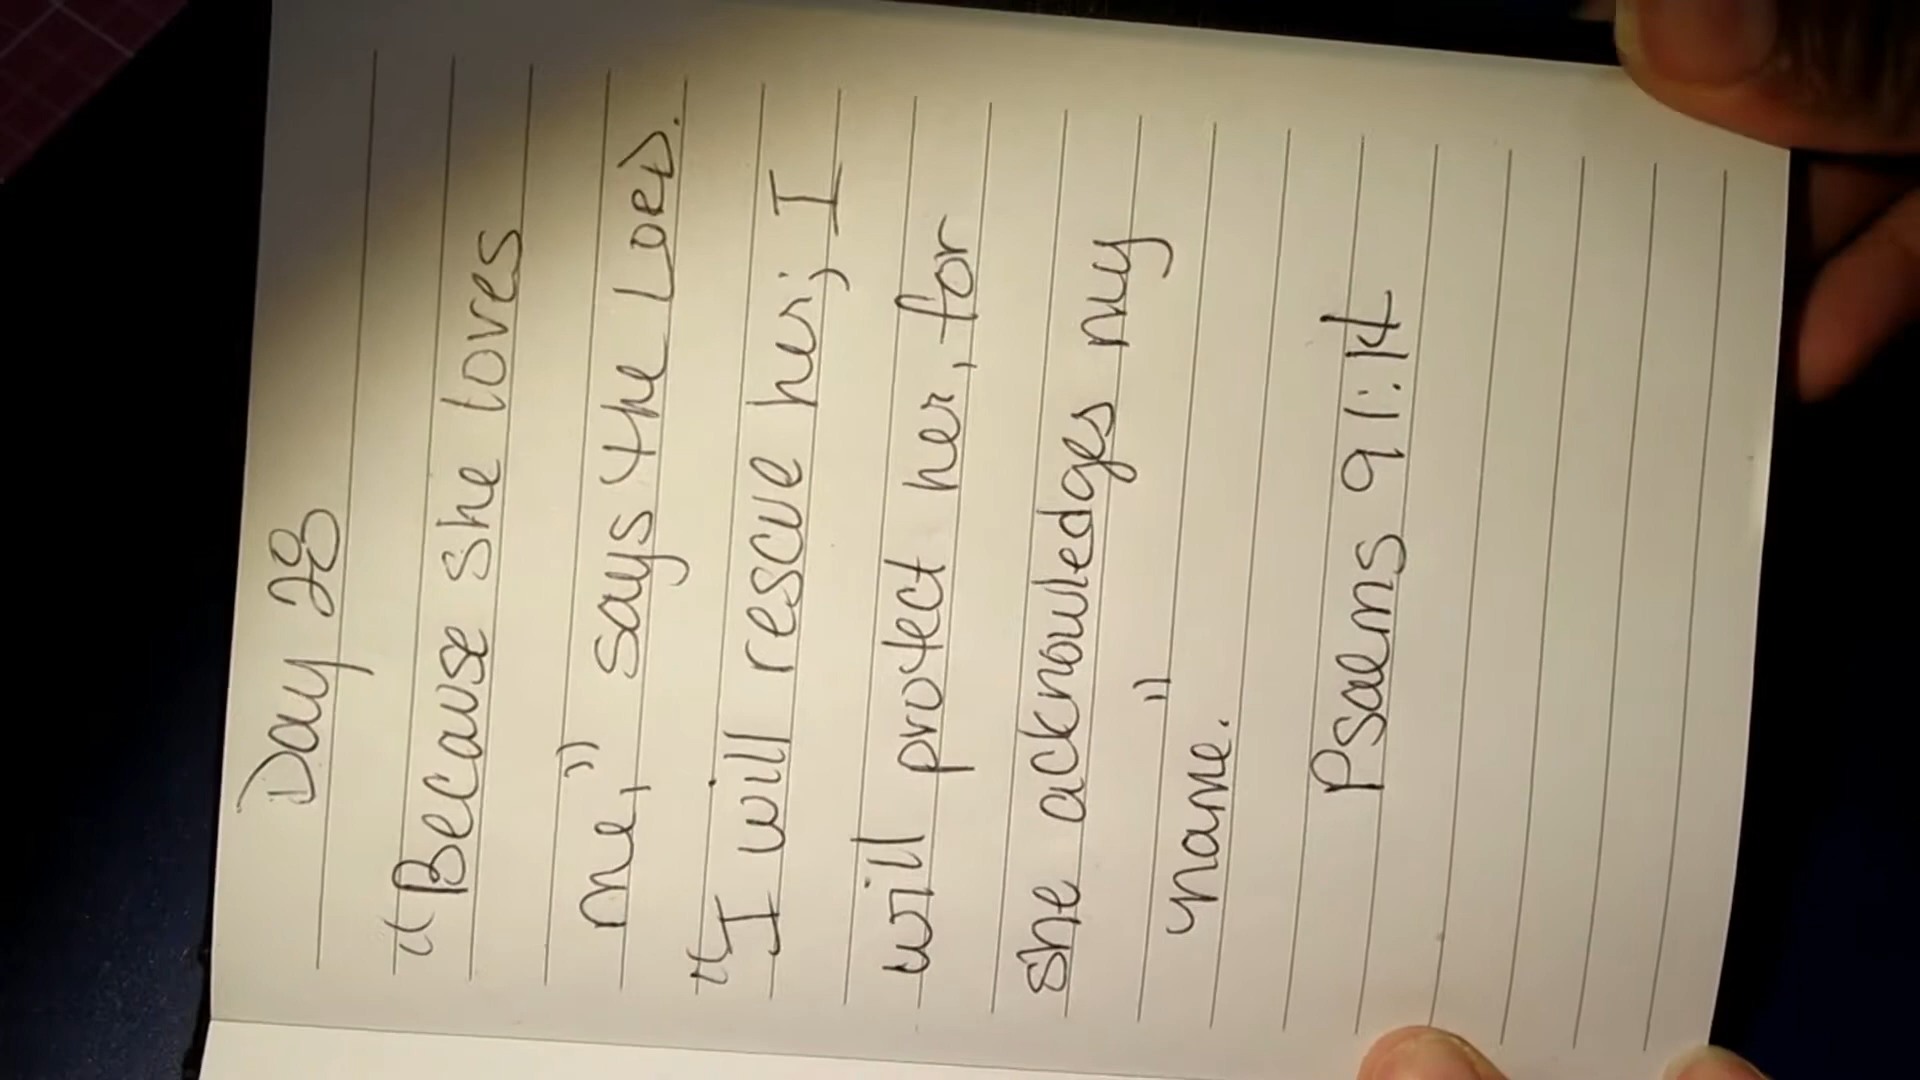 Day 28
"Because she loves
me," says the LORD.
"I will rescue her; I
will protect her, for
she acknowledges my
name."
Psalms 91:14